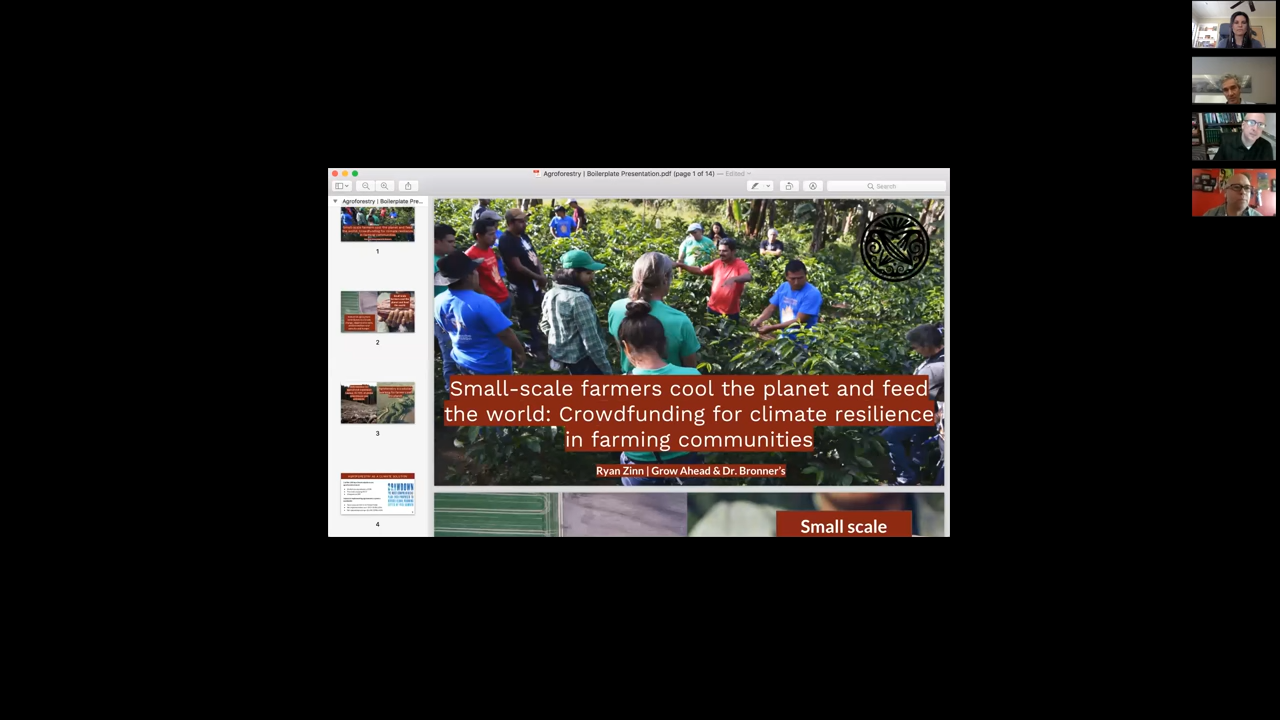 Agroforestry | Boilerplate Presentation.pdf (page 1 of 14) — Edited
Search
Agroforestry | Boilerplate Pre...
1
2
3
4
Small-scale farmers cool the planet and feed
the world: Crowdfunding for climate resilience
in farming communities
Ryan Zinn | Grow Ahead & Dr. Bronner's
Small scale